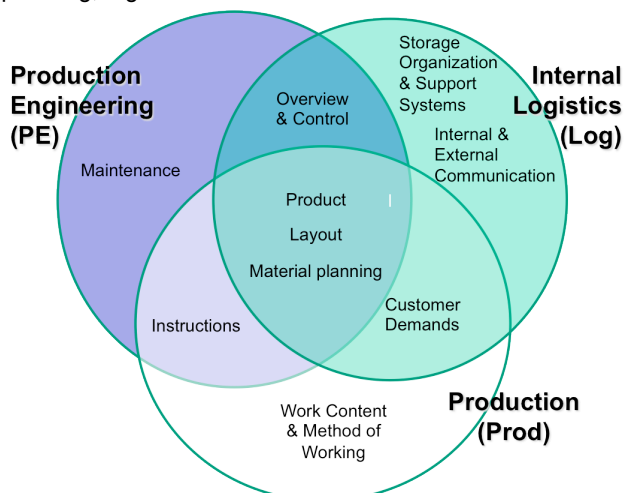 Production
Engineering
(PE)
Maintenance
Overview
& Control
Storage
Organization
& Support
Systems
Internal
Logistics
(Log)
Internal &
External
Communication
Product
Layout
Material planning
Instructions
Customer
Demands
Work Content
& Method of
Working
Production
(Prod)